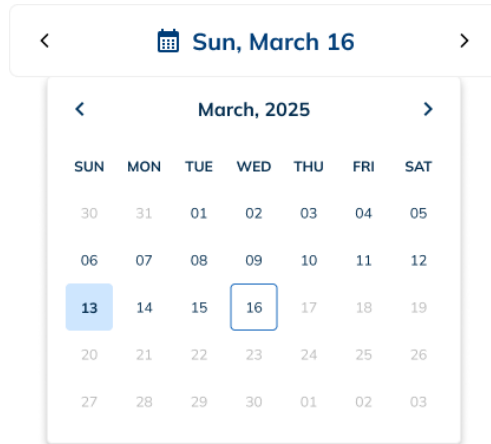 Sun, March 16
March, 2025
SUN MON TUE WED THU FRI SAT
30 31 01 02 03 04 05
06 07 08 09 10 11 12
13 14 15 16 17 18 19
20 21 22 23 24 25 26
27 28 29 30 01 02 03